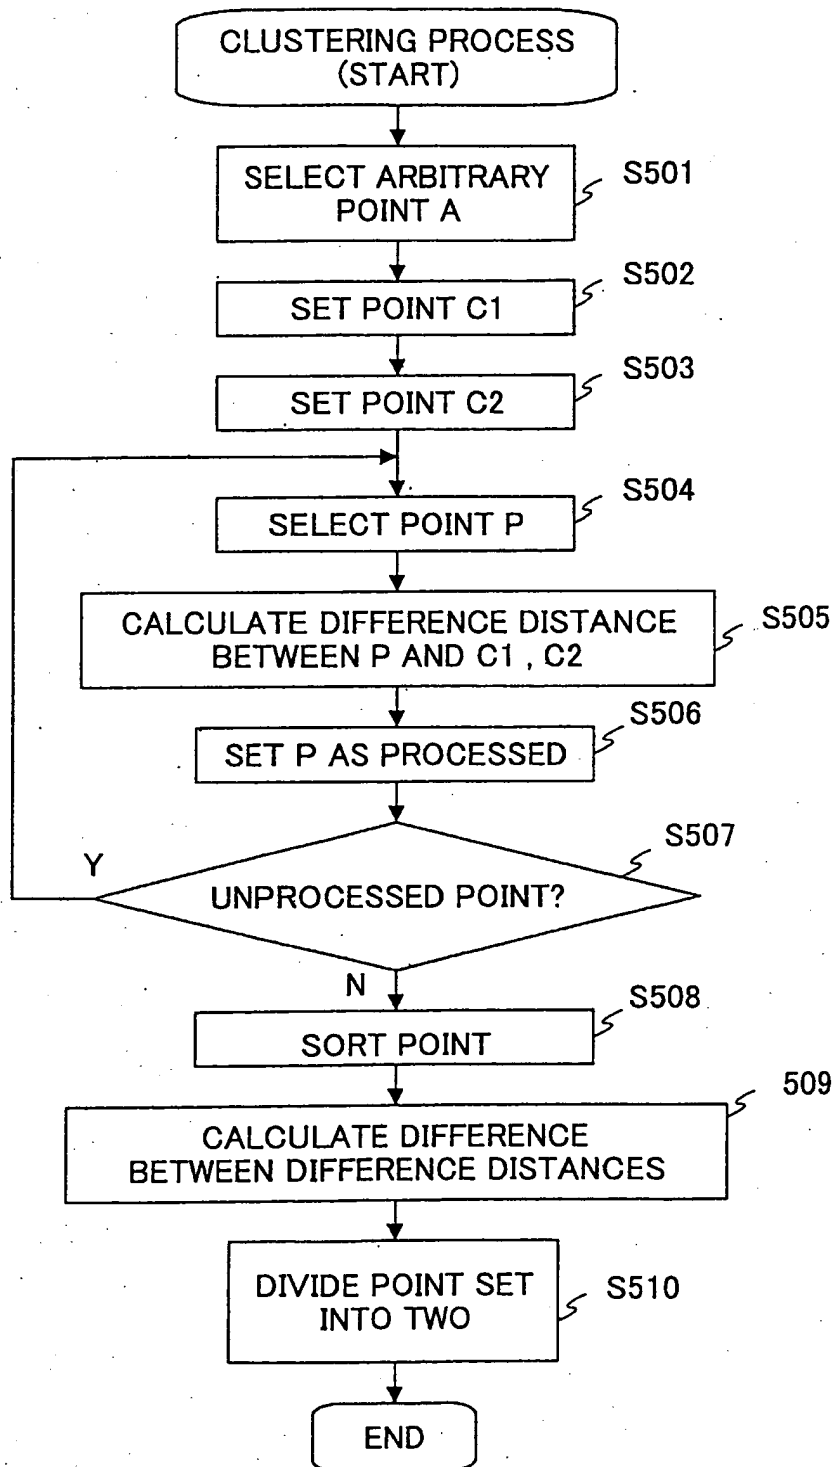 CLUSTERING PROCESS
(START)
SELECT ARBITRARY
POINT A
S501
SET POINT C1
S502
SET POINT C2
S503
SELECT POINT P
S504
CALCULATE DIFFERENCE DISTANCE
BETWEEN P AND C1 , C2
S505
SET P AS PROCESSED
S506
UNPROCESSED POINT?
S507
Y
N
SORT POINT
S508
CALCULATE DIFFERENCE
BETWEEN DIFFERENCE DISTANCES
509
DIVIDE POINT SET
INTO TWO
S510
END